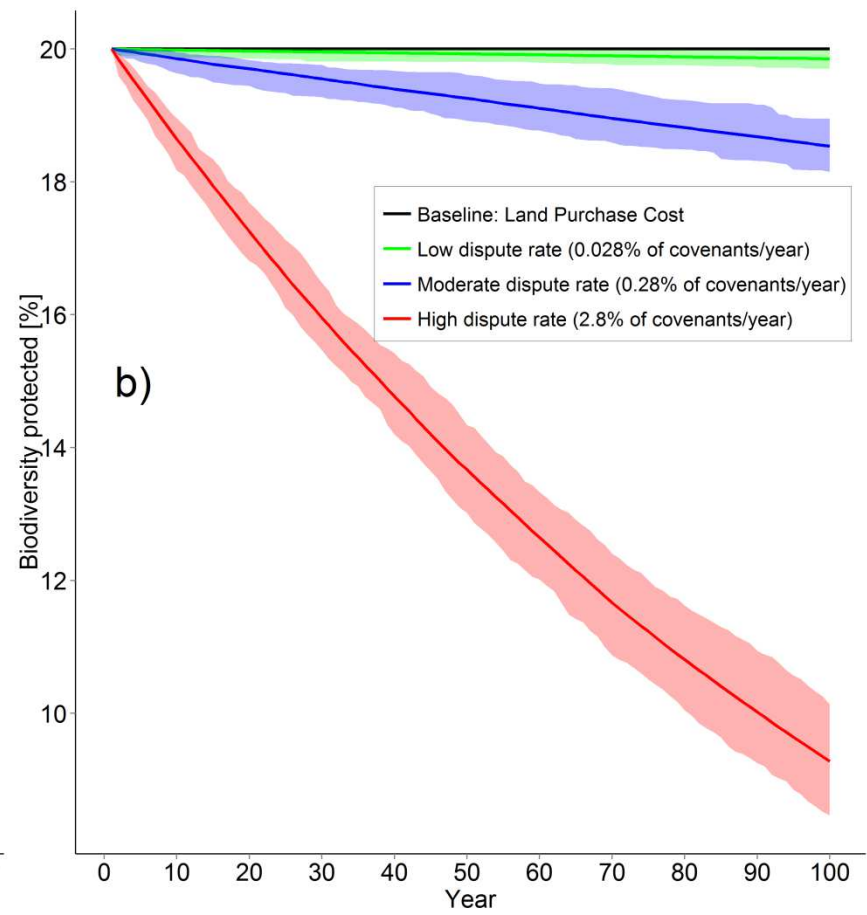 20
18
16
14
12
10
Biodiversity protected [%]
Baseline: Land Purchase Cost
Low dispute rate (0.028% of covenants/year)
Moderate dispute rate (0.28% of covenants/year)
High dispute rate (2.8% of covenants/year)
b)
0 10 20 30 40 50 60 70 80 90 100
Year